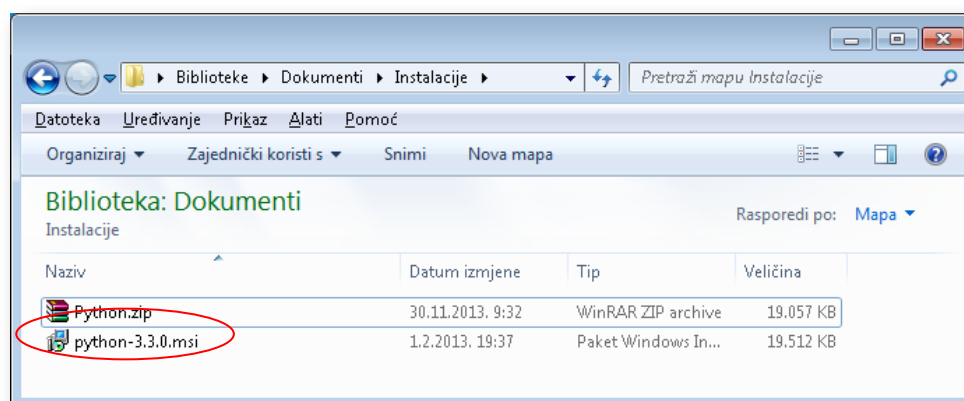 Biblioteke Dokumenti Instalacije Pretraži mapu Instalacije
Datoteka Uređivanje Prikaz Alati Pomoć
Organiziraj Zajednički koristi s Snimi Nova mapa
Biblioteka: Dokumenti
Instalacije
Rasporedi po: Mapa
Naziv Datum izmjene Tip Veličina
Python.zip 30.11.2013. 9:32 WinRAR ZIP archive 19.057 KB
python-3.3.0.msi 1.2.2013. 19:37 Paket Windows In... 19.512 KB